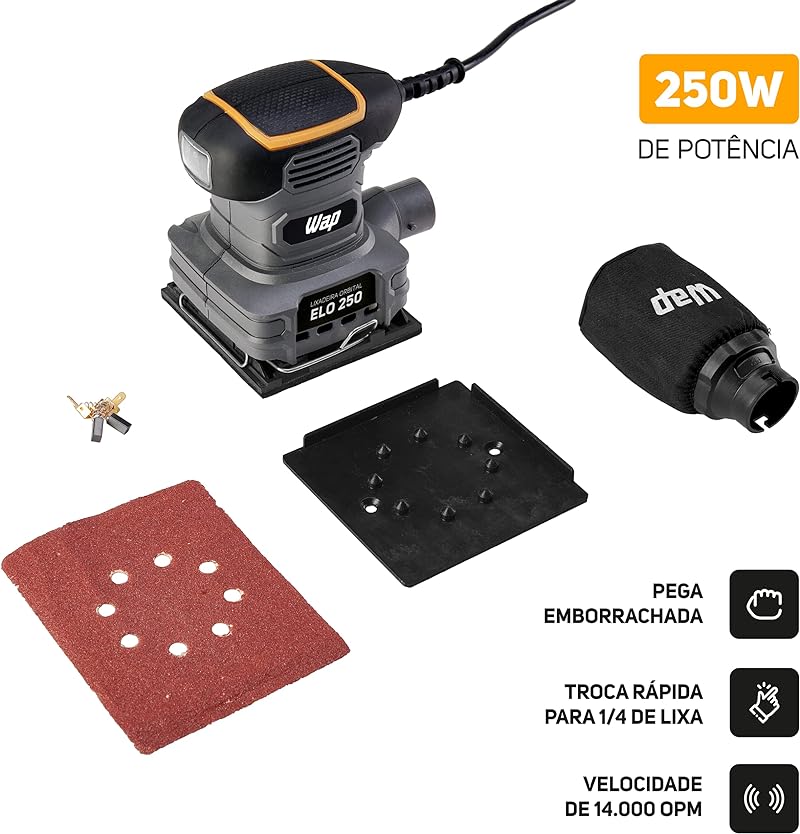 250W
DE POTÊNCIA
Wap
LIXADEIRA ORBITAL
ELO 250
wap
PEGA
EMBORRACHADA
TROCA RÁPIDA
PARA 1/4 DE LIXA
VELOCIDADE
DE 14.000 OPM